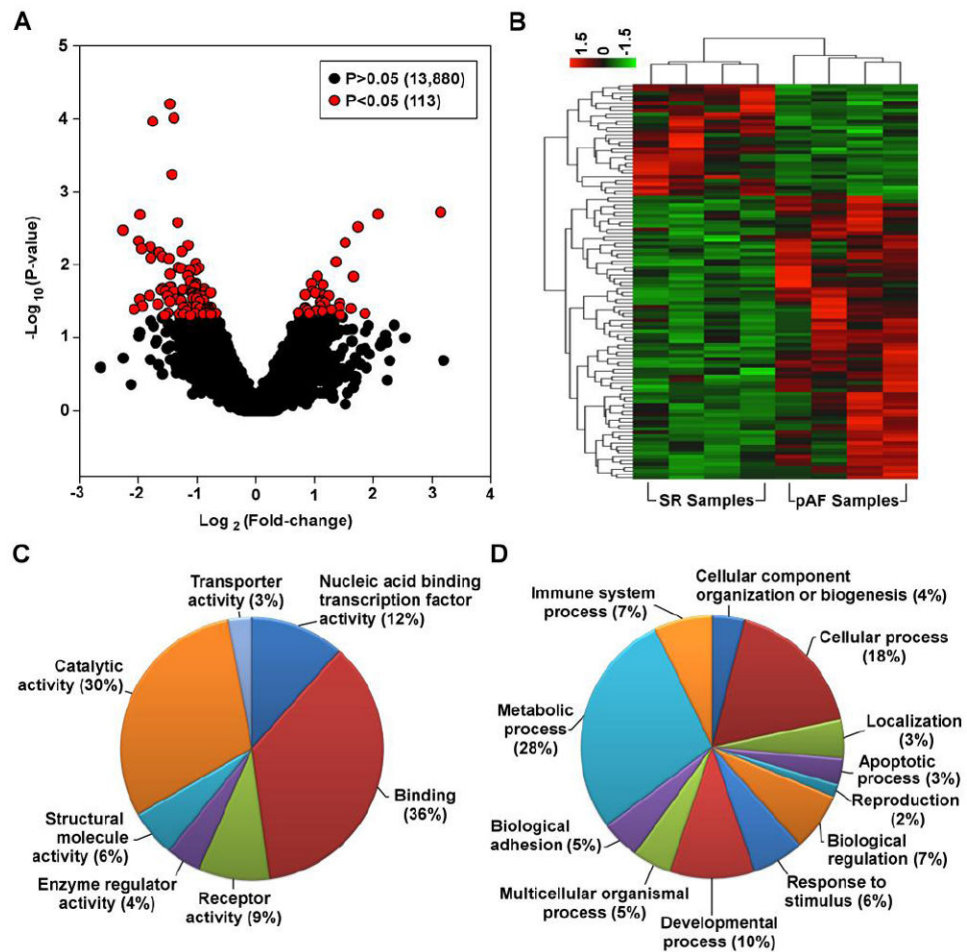 A
5
4
3
2
1
0
-Log10(P-value)
P>0.05 (13,880)
P<0.05 (113)
-3 -2 -1 0 1 2 3 4
Log2 (Fold-change)
B
1.5 0 -1.5
SR Samples pAF Samples
C
Transporter
activity (3%)
Nucleic acid binding
transcription factor
activity (12%)
Catalytic
activity (30%)
Binding
(36%)
Structural
molecule
activity (6%)
Enzyme regulator
activity (4%)
Receptor
activity (9%)
D
Cellular component
organization or biogenesis (4%)
Immune system
process (7%)
Cellular process
(18%)
Metabolic
process
(28%)
Localization
(3%)
Apoptotic
process (3%)
Reproduction
(2%)
Biological
adhesion (5%)
Biological
regulation (7%)
Multicellular organismal
process (5%)
Response to
stimulus (6%)
Developmental
process (10%)